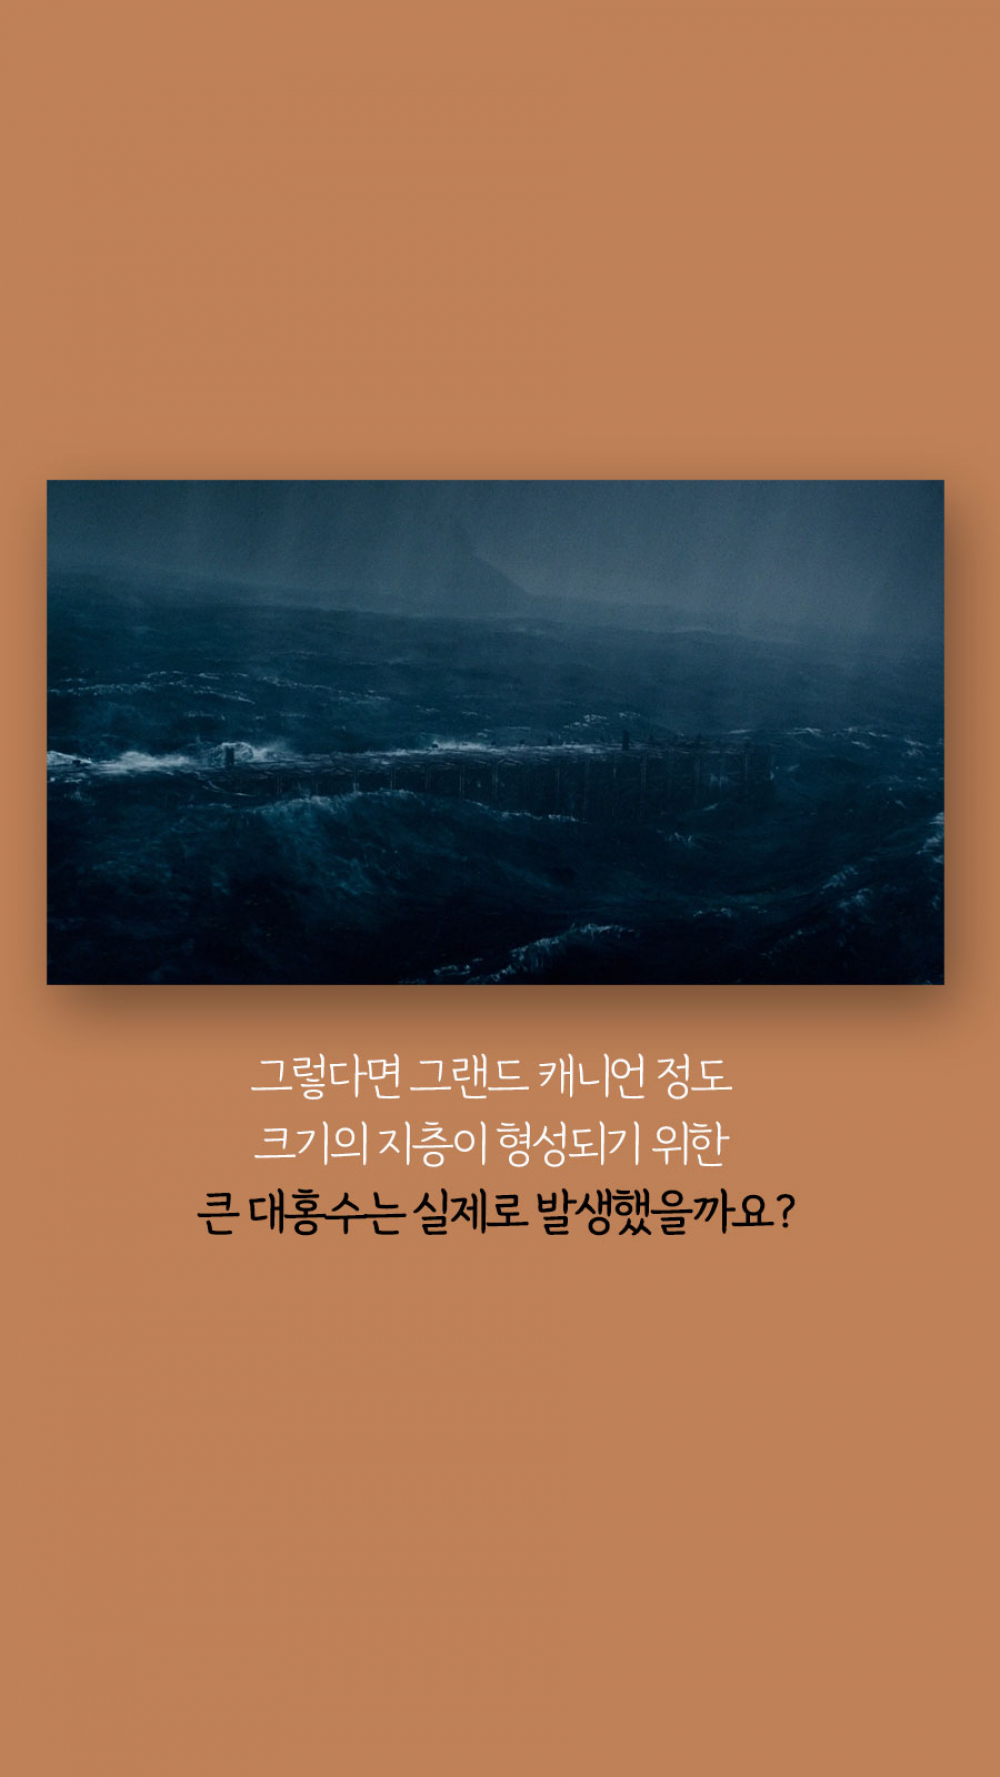 그렇다면 그랜드 캐니언 정도
크기의 지층이 형성되기 위한
큰 대홍수는 실제로 발생했을까요?